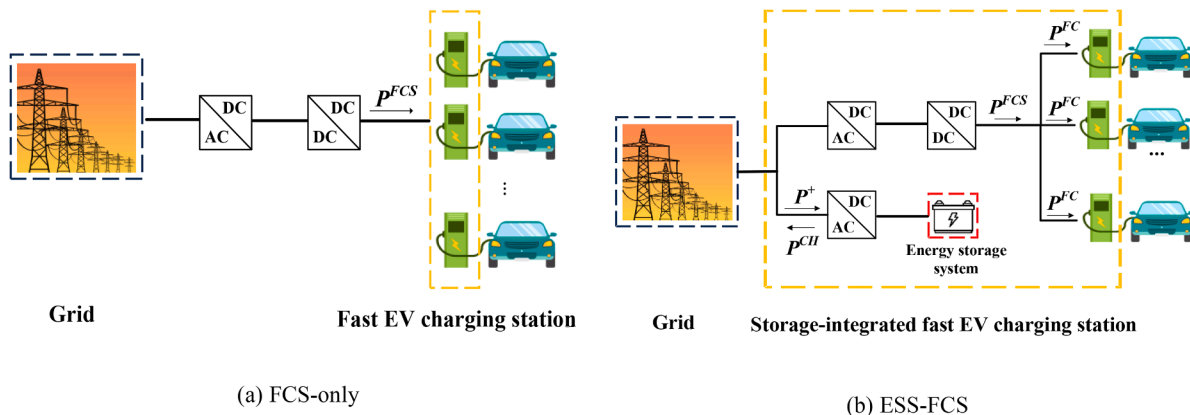 DC
AC
DC
DC
P^FCS
...
Grid
Fast EV charging station
(a) FCS-only
DC
AC
DC
DC
P^FCS
P^FC
P^FC
...
P^FC
P^+
P^CH
DC
AC
Energy storage
system
Grid
Storage-integrated fast EV charging station
(b) ESS-FCS